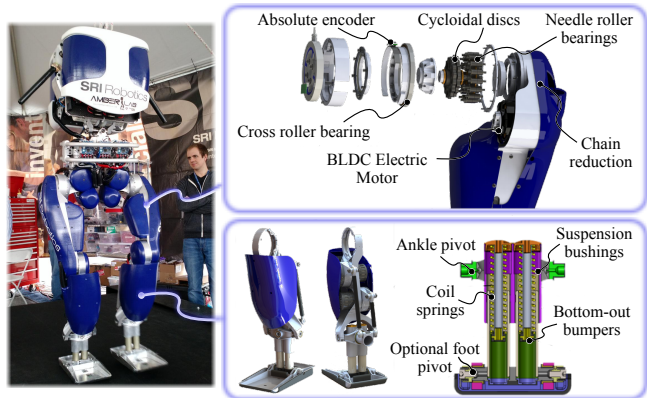 Absolute encoder
Cycloidal discs
Needle roller
bearings
Cross roller bearing
BLDC Electric
Motor
Chain
reduction
SRI Robotics
AMBER LAB
SRI
Ankle pivot
Suspension
bushings
Coil
springs
Bottom-out
bumpers
Optional foot
pivot